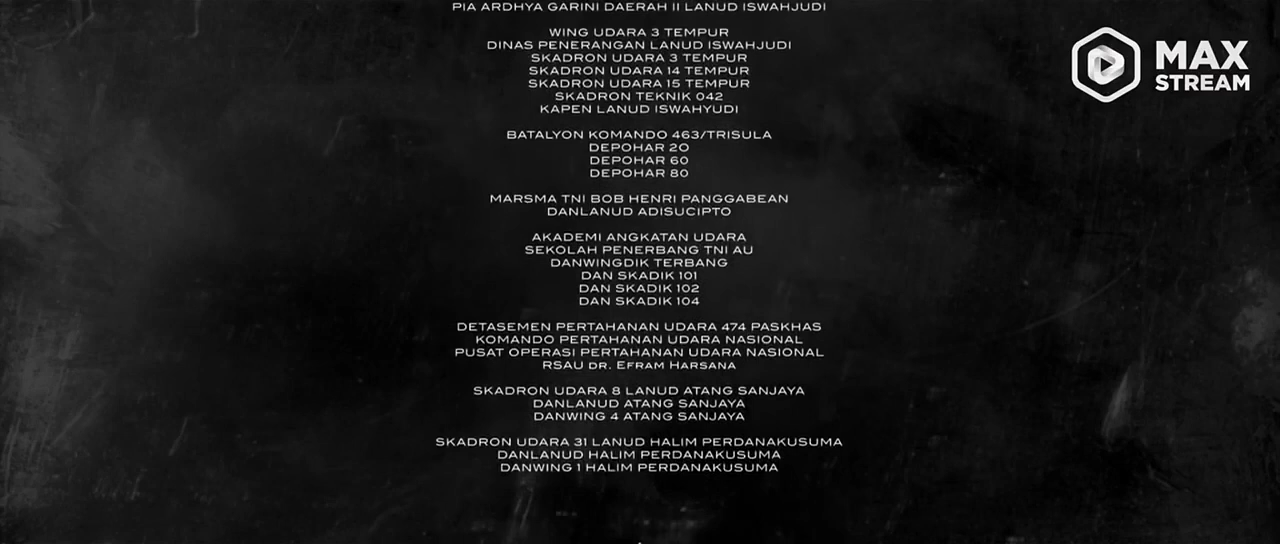 PIA ARDHYA GARINI DAERAH II LANUD ISWAHJUDI
WING UDARA 3 TEMPUR
DINAS PENERANGAN LANUD ISWAHJUDI
SKADRON UDARA 3 TEMPUR
SKADRON UDARA 14 TEMPUR
SKADRON UDARA 15 TEMPUR
SKADRON TEKNIK 042
KAPEN LANUD ISWAHYUDI
BATALYON KOMANDO 463/TRISULA
DEPOHAR 20
DEPOHAR 60
DEPOHAR 80
MARSMA TNI BOB HENRI PANGGABEAN
DANLANUD ADISUCIPTO
AKADEMI ANGKATAN UDARA
SEKOLAH PENERBANG TNI AU
DANWINGDIK TERBANG
DAN SKADIK 101
DAN SKADIK 102
DAN SKADIK 104
DETASEMEN PERTAHANAN UDARA 474 PASKHAS
KOMANDO PERTAHANAN UDARA NASIONAL
PUSAT OPERASI PERTAHANAN UDARA NASIONAL
RSAU DR. EFRAM HARSANA
SKADRON UDARA 8 LANUD ATANG SANJAYA
DANLANUD ATANG SANJAYA
DANWING 4 ATANG SANJAYA
SKADRON UDARA 31 LANUD HALIM PERDANAKUSUMA
DANLANUD HALIM PERDANAKUSUMA
DANWING 1 HALIM PERDANAKUSUMA
MAX
STREAM